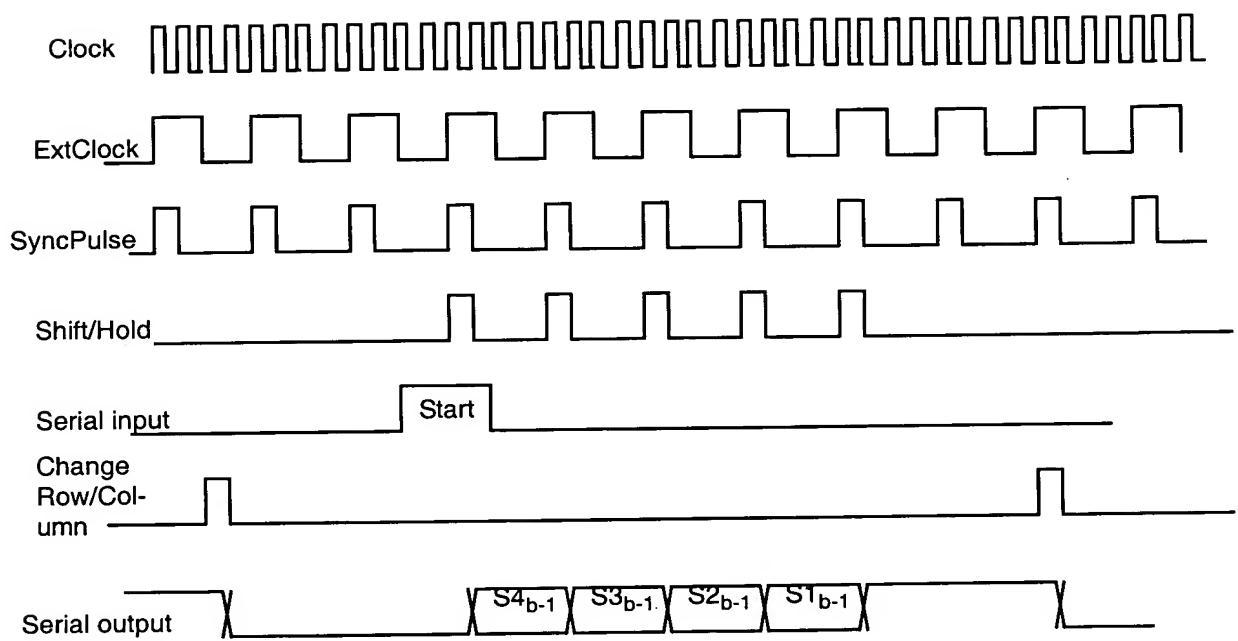 Clock
ExtClock
SyncPulse
Shift/Hold
Serial input
Start
Change
Row/Col-
umn
Serial output
S4b-1 S3b-1. S2b-1 S1b-1